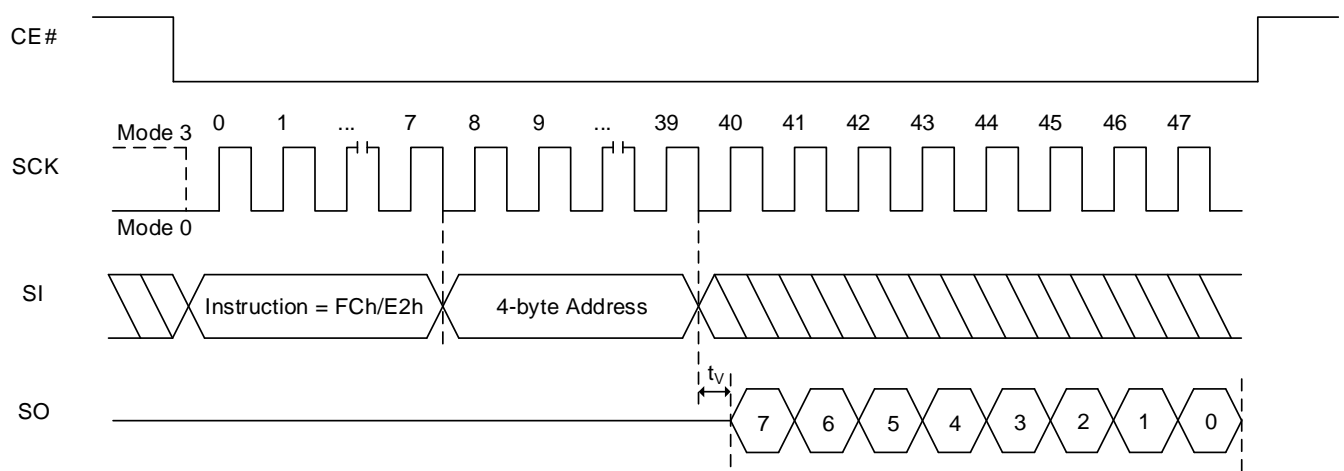 CE#
Mode 3 0 1 ... 7 8 9 ... 39 40 41 42 43 44 45 46 47
SCK
Mode 0
SI Instruction = FCh/E2h 4-byte Address
tV
SO 7 6 5 4 3 2 1 0